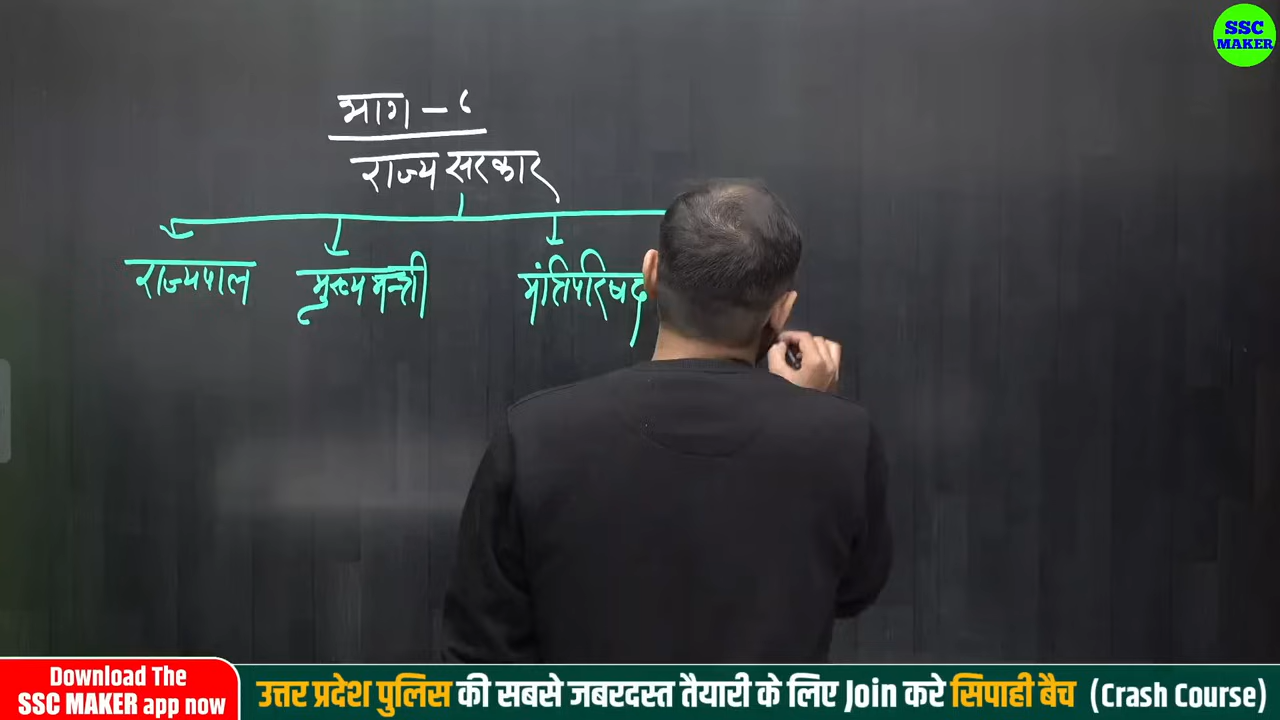 SSC
MAKER
भाग - ६
राज्य सरकार
राज्यपाल मुख्यमन्त्री मंत्रिपरिषद
Download The
SSC MAKER app now
उत्तर प्रदेश पुलिस की सबसे जबरदस्त तैयारी के लिए Join करे सिपाही बैच (Crash Course)